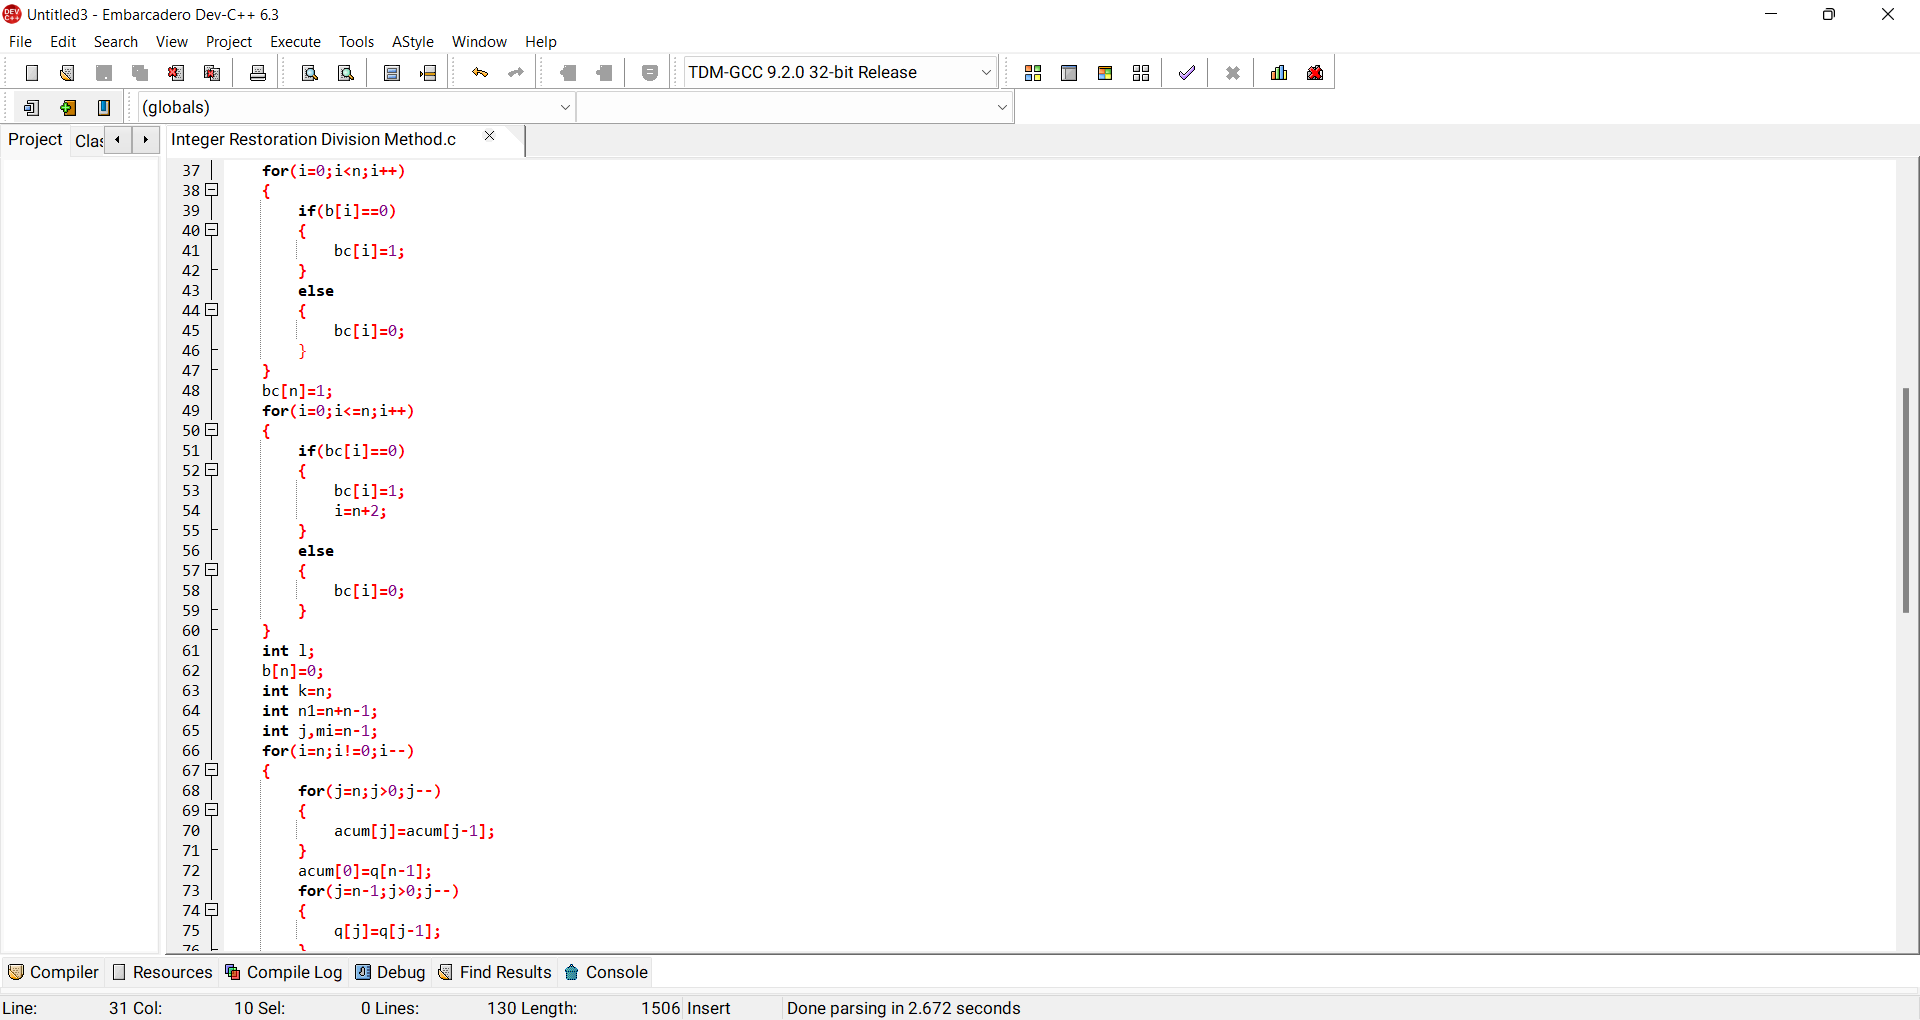 Untitled3 - Embarcadero Dev-C++ 6.3
File Edit Search View Project Execute Tools AStyle Window Help
TDM-GCC 9.2.0 32-bit Release
(globals)
Project Clas
Integer Restoration Division Method.c
37 for(i=0;i<n;i++)
38 {
39 if(b[i]==0)
40 {
41 bc[i]=1;
42 }
43 else
44 {
45 bc[i]=0;
46 }
47 }
48 bc[n]=1;
49 for(i=0;i<=n;i++)
50 {
51 if(bc[i]==0)
52 {
53 bc[i]=1;
54 i=n+2;
55 }
56 else
57 {
58 bc[i]=0;
59 }
60 }
61 int l;
62 b[n]=0;
63 int k=n;
64 int n1=n+n-1;
65 int j,mi=n-1;
66 for(i=n;i!=0;i--)
67 {
68 for(j=n;j>0;j--)
69 {
70 acum[j]=acum[j-1];
71 }
72 acum[0]=q[n-1];
73 for(j=n-1;j>0;j--)
74 {
75 q[j]=q[j-1];
76 }
Compiler Resources Compile Log Debug Find Results Console
Line: 31 Col: 10 Sel: 0 Lines: 130 Length: 1506 Insert Done parsing in 2.672 seconds